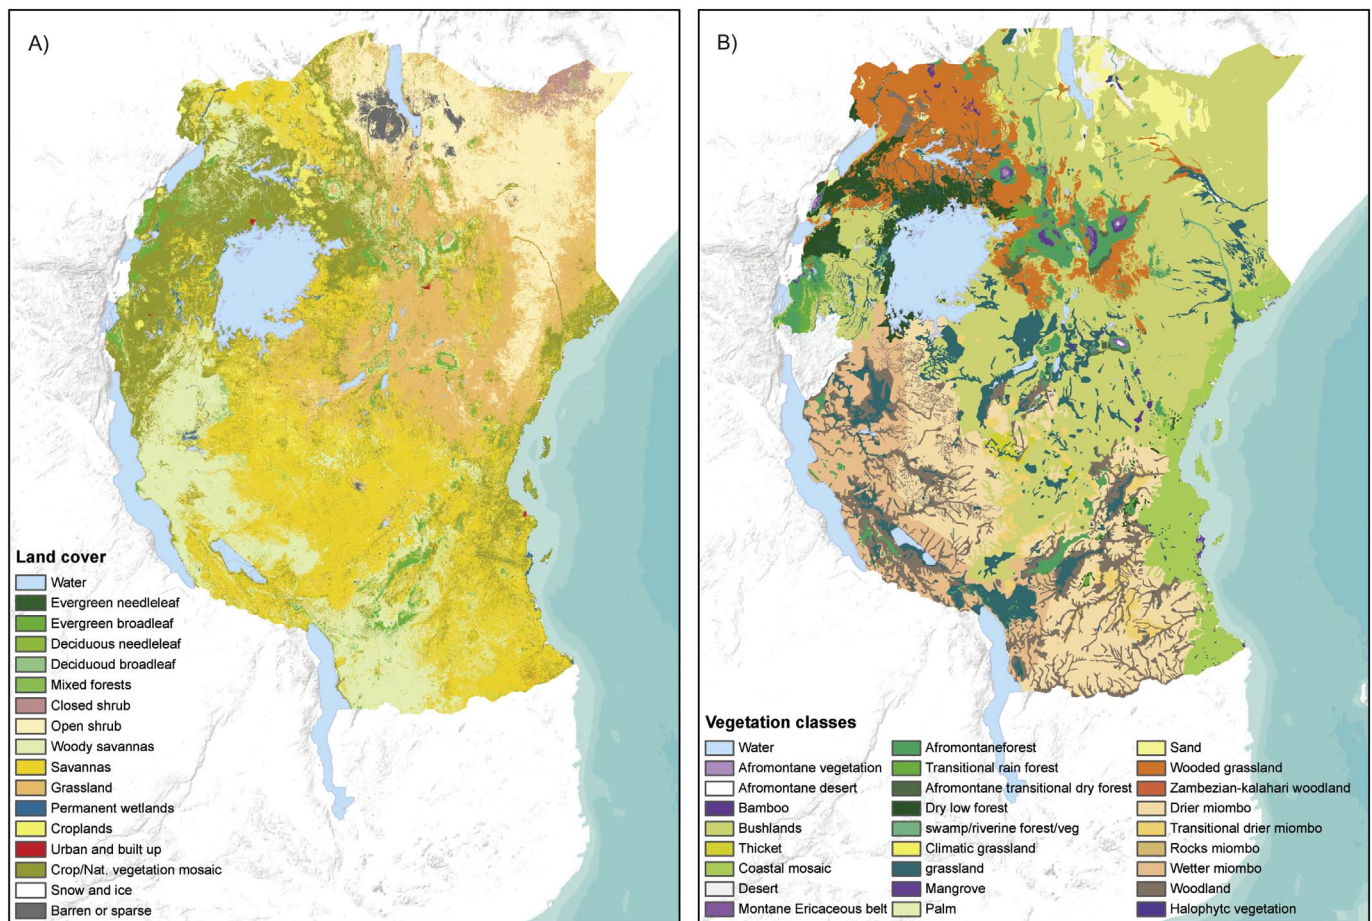 A)
Land cover
Water
Evergreen needleleaf
Evergreen broadleaf
Deciduous needleleaf
Deciduoud broadleaf
Mixed forests
Closed shrub
Open shrub
Woody savannas
Savannas
Grassland
Permanent wetlands
Croplands
Urban and built up
Crop/Nat. vegetation mosaic
Snow and ice
Barren or sparse
B)
Vegetation classes
Water
Afromontane vegetation
Afromontane desert
Bamboo
Bushlands
Thicket
Coastal mosaic
Desert
Montane Ericaceous belt
Afromontaneforest
Transitional rain forest
Afromontane transitional dry forest
Dry low forest
swamp/riverine forest/veg
Climatic grassland
grassland
Mangrove
Palm
Sand
Wooded grassland
Zambezian-kalahari woodland
Drier miombo
Transitional drier miombo
Rocks miombo
Wetter miombo
Woodland
Halophytc vegetation